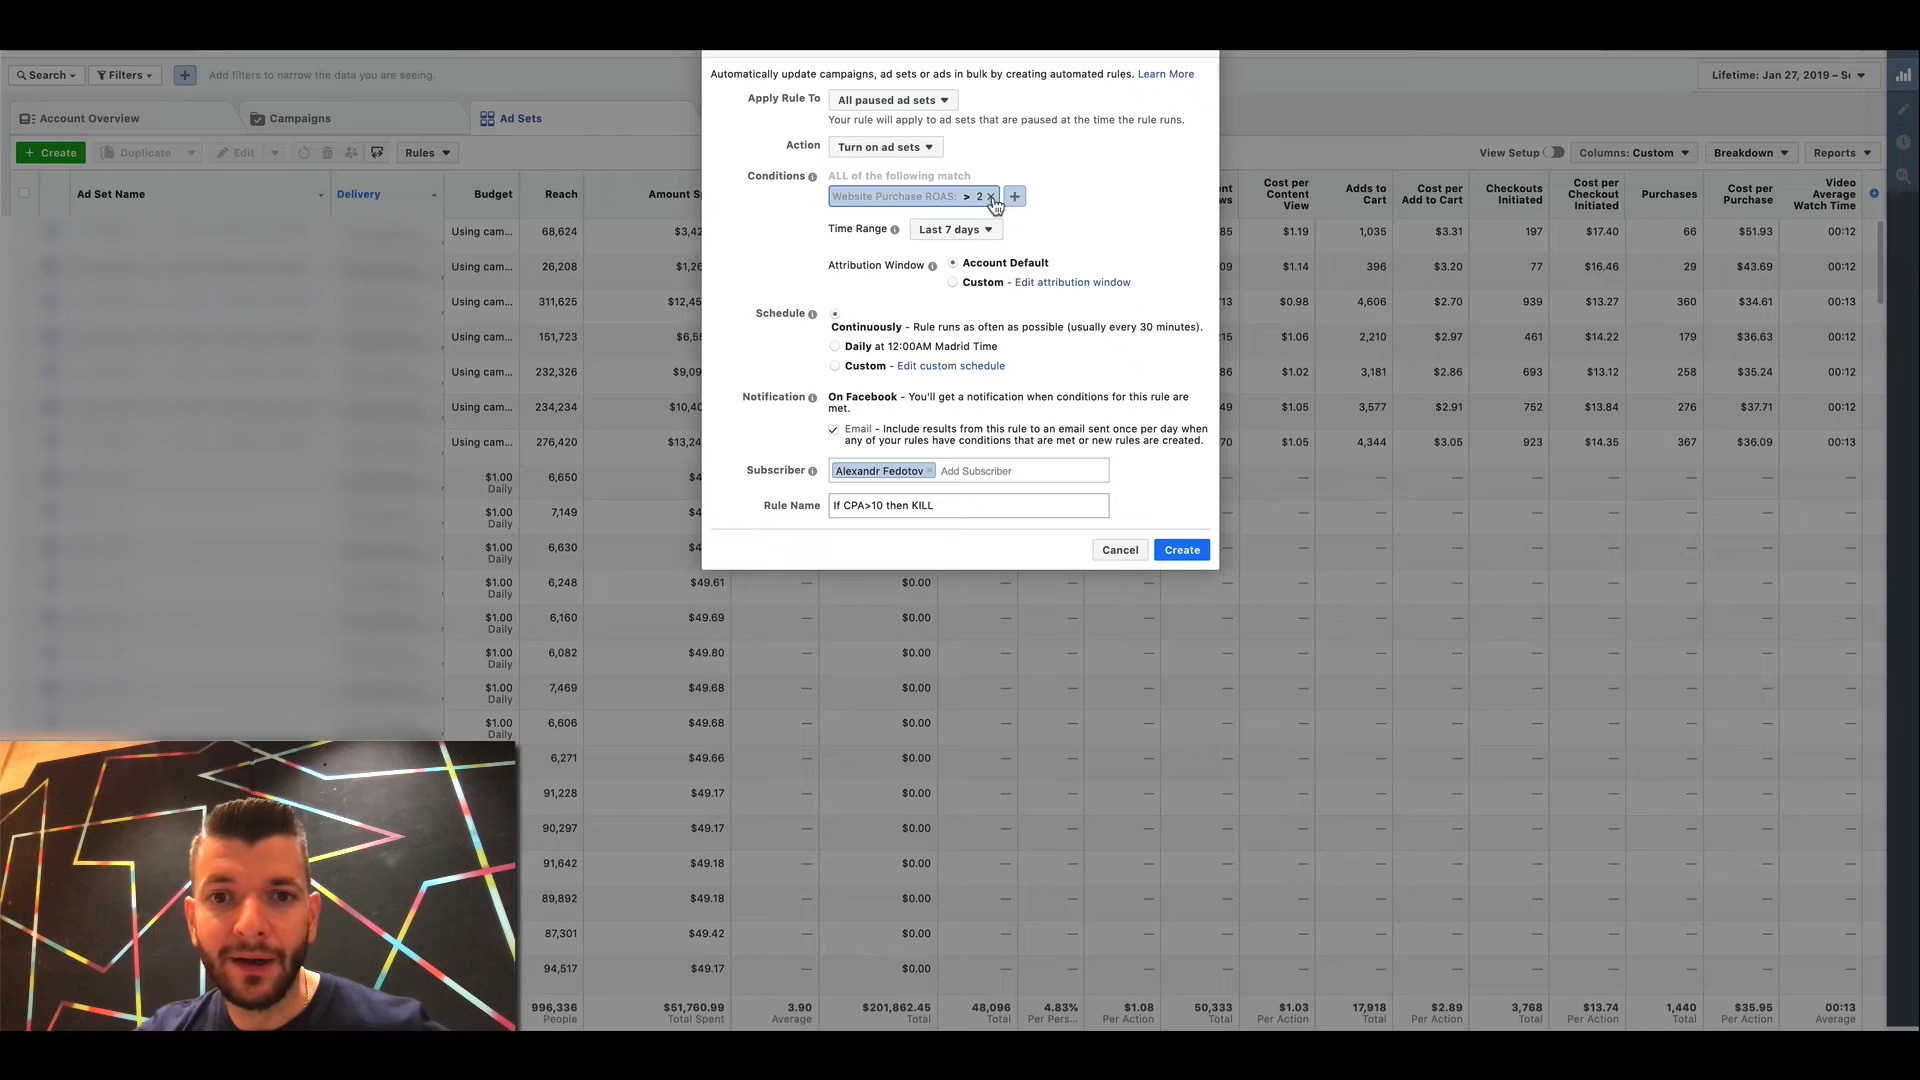 Automatically update campaigns, ad sets or ads in bulk by creating automated rules. Learn More
Search
Filters
Add filters to narrow the data you are seeing.
Lifetime: Jan 27, 2019 – S
Account Overview
Campaigns
Ad Sets
+ Create
Duplicate
Edit
Rules
View Setup
Columns: Custom
Breakdown
Reports
Apply Rule To
All paused ad sets
Your rule will apply to ad sets that are paused at the time the rule runs.
Action
Turn on ad sets
Conditions
ALL of the following match
Website Purchase ROAS: > 2
Time Range
Last 7 days
Attribution Window
Account Default
Custom - Edit attribution window
Schedule
Continuously - Rule runs as often as possible (usually every 30 minutes).
Daily at 12:00AM Madrid Time
Custom - Edit custom schedule
Notification
On Facebook - You'll get a notification when conditions for this rule are
met.
Email - Include results from this rule to an email sent once per day when
any of your rules have conditions that are met or new rules are created.
Subscriber
Alexandr Fedotov × Add Subscriber
Rule Name
If CPA>10 then KILL
Cancel
Create
Ad Set Name
Delivery
Budget
Reach
Amount S
Cost per
Content
View
Adds to
Cart
Cost per
Add to Cart
Checkouts
Initiated
Cost per
Checkout
Initiated
Purchases
Cost per
Purchase
Video
Average
Watch Time
Using cam... 68,624 $3,42 85 $1.19 1,035 $3.31 197 $17.40 66 $51.93 00:12
Using cam... 26,208 $1,26 09 $1.14 396 $3.20 77 $16.46 29 $43.69 00:12
Using cam... 311,625 $12,45 713 $0.98 4,606 $2.70 939 $13.27 360 $34.61 00:13
Using cam... 151,723 $6,5 15 $1.06 2,210 $2.97 461 $14.22 179 $36.63 00:12
Using cam... 232,326 $9,09 86 $1.02 3,181 $2.86 693 $13.12 258 $35.24 00:12
Using cam... 234,234 $10,40 49 $1.05 3,577 $2.91 752 $13.84 276 $37.71 00:12
Using cam... 276,420 $13,24 70 $1.05 4,344 $3.05 923 $14.35 367 $36.09 00:13
$1.00 6,650 $4 — — — — — — — —
Daily
$1.00 7,149 $4 — — — — — — — —
Daily
$1.00 6,630 $4 — — — — — — — —
Daily
$1.00 6,248 $49.61 — $0.00 — — — — — — — — — — —
Daily
$1.00 6,160 $49.69 — $0.00 — — — — — — — — — — —
Daily
$1.00 6,082 $49.80 — $0.00 — — — — — — — — — — —
Daily
$1.00 7,469 $49.68 — $0.00 — — — — — — — — — — —
Daily
$1.00 6,606 $49.68 — $0.00 — — — — — — — — — — —
Daily
6,271 $49.66 — $0.00 — — — — — — — — — — —
91,228 $49.17 — $0.00 — — — — — — — — — — —
90,297 $49.17 — $0.00 — — — — — — — — — — —
91,642 $49.18 — $0.00 — — — — — — — — — — —
89,892 $49.18 — $0.00 — — — — — — — — — — —
87,301 $49.42 — $0.00 — — — — — — — — — — —
94,517 $49.17 — $0.00 — — — — — — — — — — —
996,336 $51,760.99 3.90 $201,862.45 48,096 4.83% $1.08 50,333 $1.03 17,918 $2.89 3,768 $13.74 1,440 $35.95 00:13
People Total Spent Average Total Total Per Pers... Per Action Total Per Action Total Per Action Total Per Action Total Per Action Average